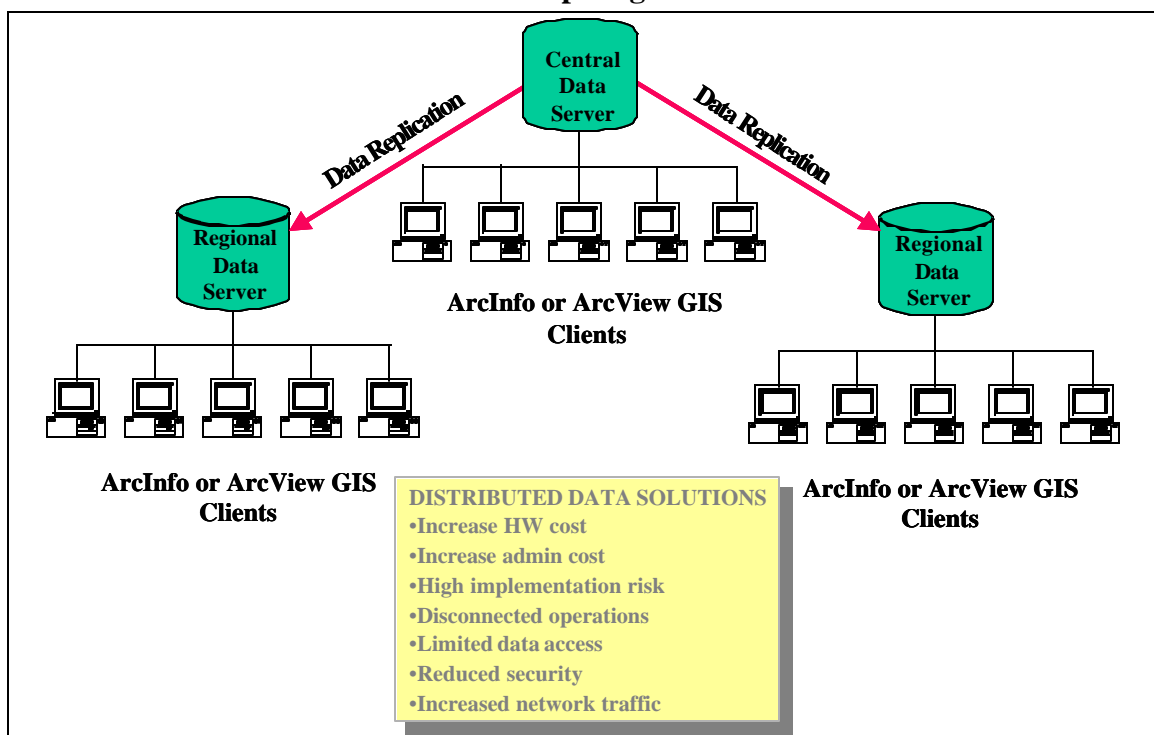 Central
Data
Server
Data Replication
Data Replication
Regional
Data
Server
Regional
Data
Server
ArcInfo or ArcView GIS
Clients
ArcInfo or ArcView GIS
Clients
ArcInfo or ArcView GIS
Clients
DISTRIBUTED DATA SOLUTIONS
•Increase HW cost
•Increase admin cost
•High implementation risk
•Disconnected operations
•Limited data access
•Reduced security
•Increased network traffic